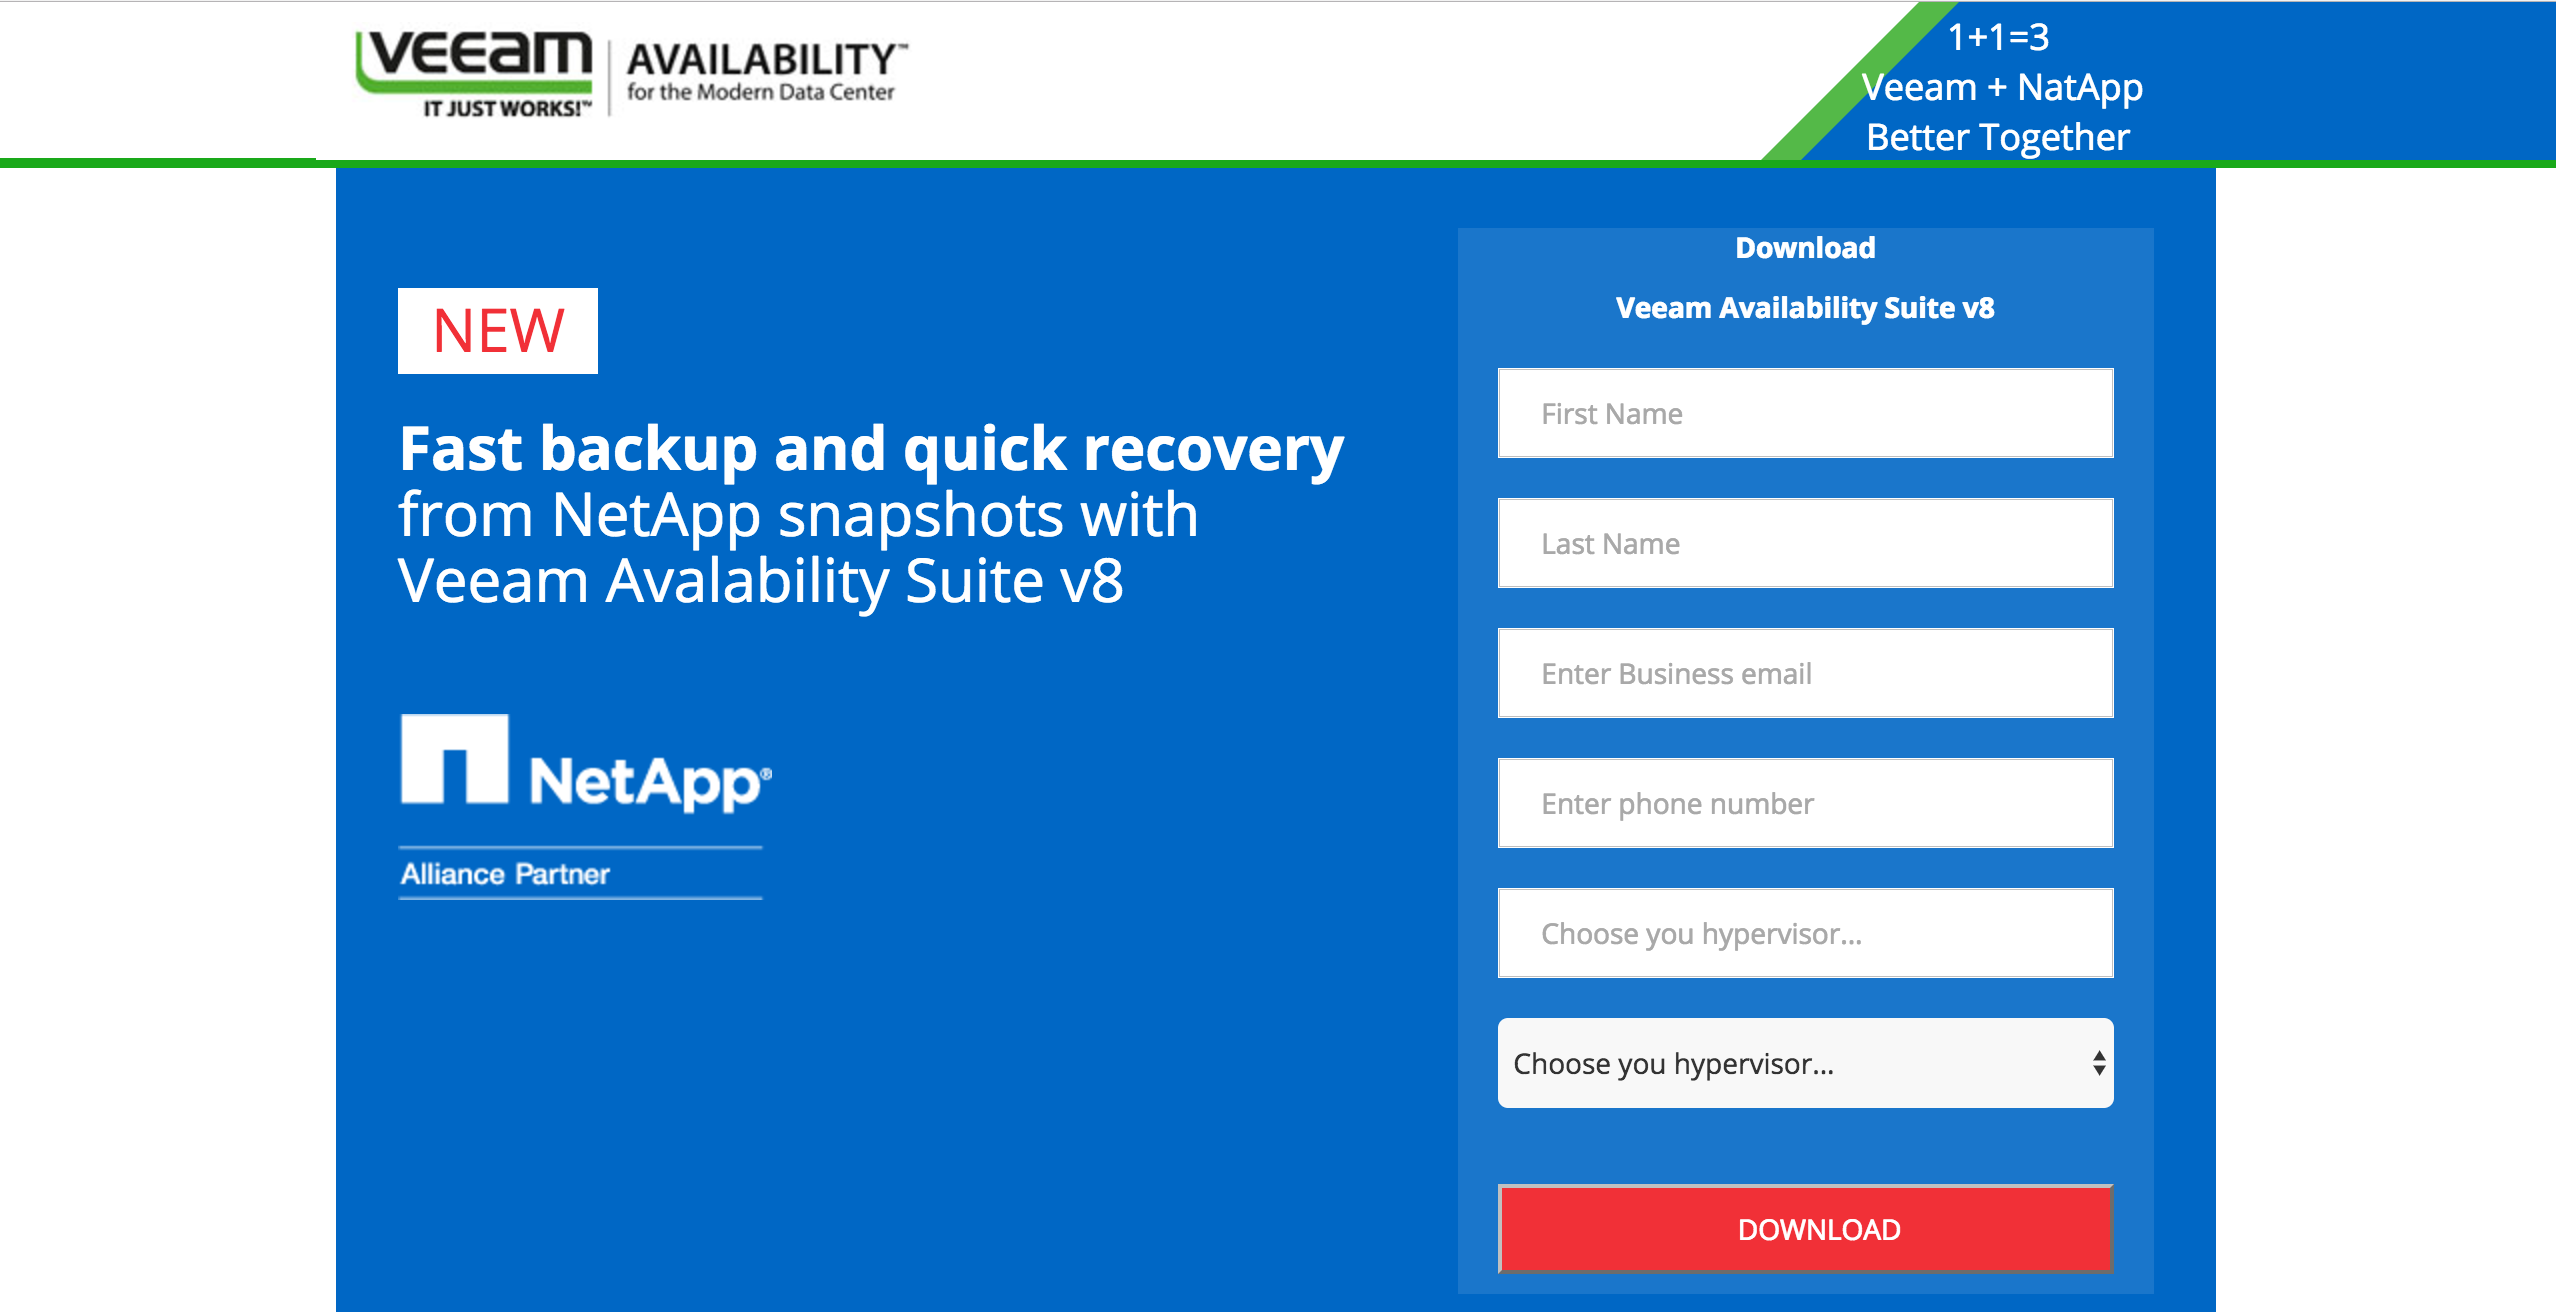 veeam
IT JUST WORKS!™
AVAILABILITY™
for the Modern Data Center
1+1=3
Veeam + NatApp
Better Together
NEW
Fast backup and quick recovery
from NetApp snapshots with
Veeam Avalability Suite v8
NetApp®
Alliance Partner
Download
Veeam Availability Suite v8
First Name
Last Name
Enter Business email
Enter phone number
Choose you hypervisor...
Choose you hypervisor...
DOWNLOAD